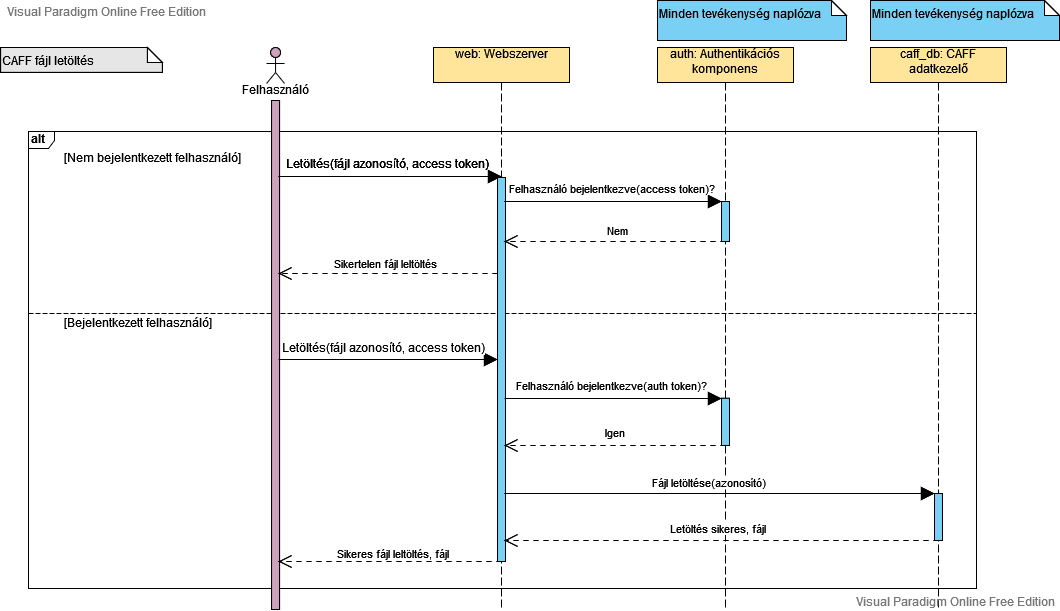 Visual Paradigm Online Free Edition
Minden tevékenység naplózva
Minden tevékenység naplózva
CAFF fájl letöltés
Felhasználó
web: Webszerver
auth: Authentikációs
komponens
caff_db: CAFF
adatkezelő
alt
[Nem bejelentkezett felhasználó]
Letöltés(fájl azonosító, access token)
Felhasználó bejelentkezve(access token)?
Nem
Sikertelen fájl leltöltés
[Bejelentkezett felhasználó]
Letöltés(fájl azonosító, access token)
Felhasználó bejelentkezve(auth token)?
Igen
Fájl letöltése(azonosító)
Letöltés sikeres, fájl
Sikeres fájl leltöltés, fájl
Visual Paradigm Online Free Edition